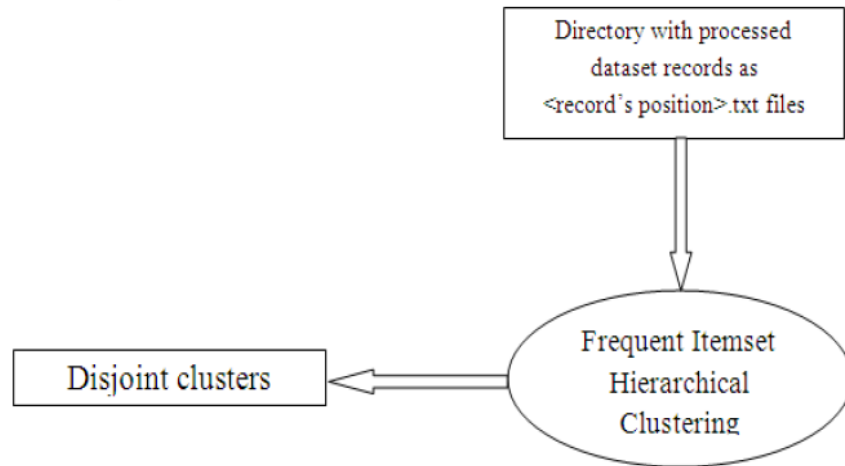 Directory with processed
dataset records as
<record's position>.txt files
Frequent Itemset
Hierarchical
Clustering
Disjoint clusters